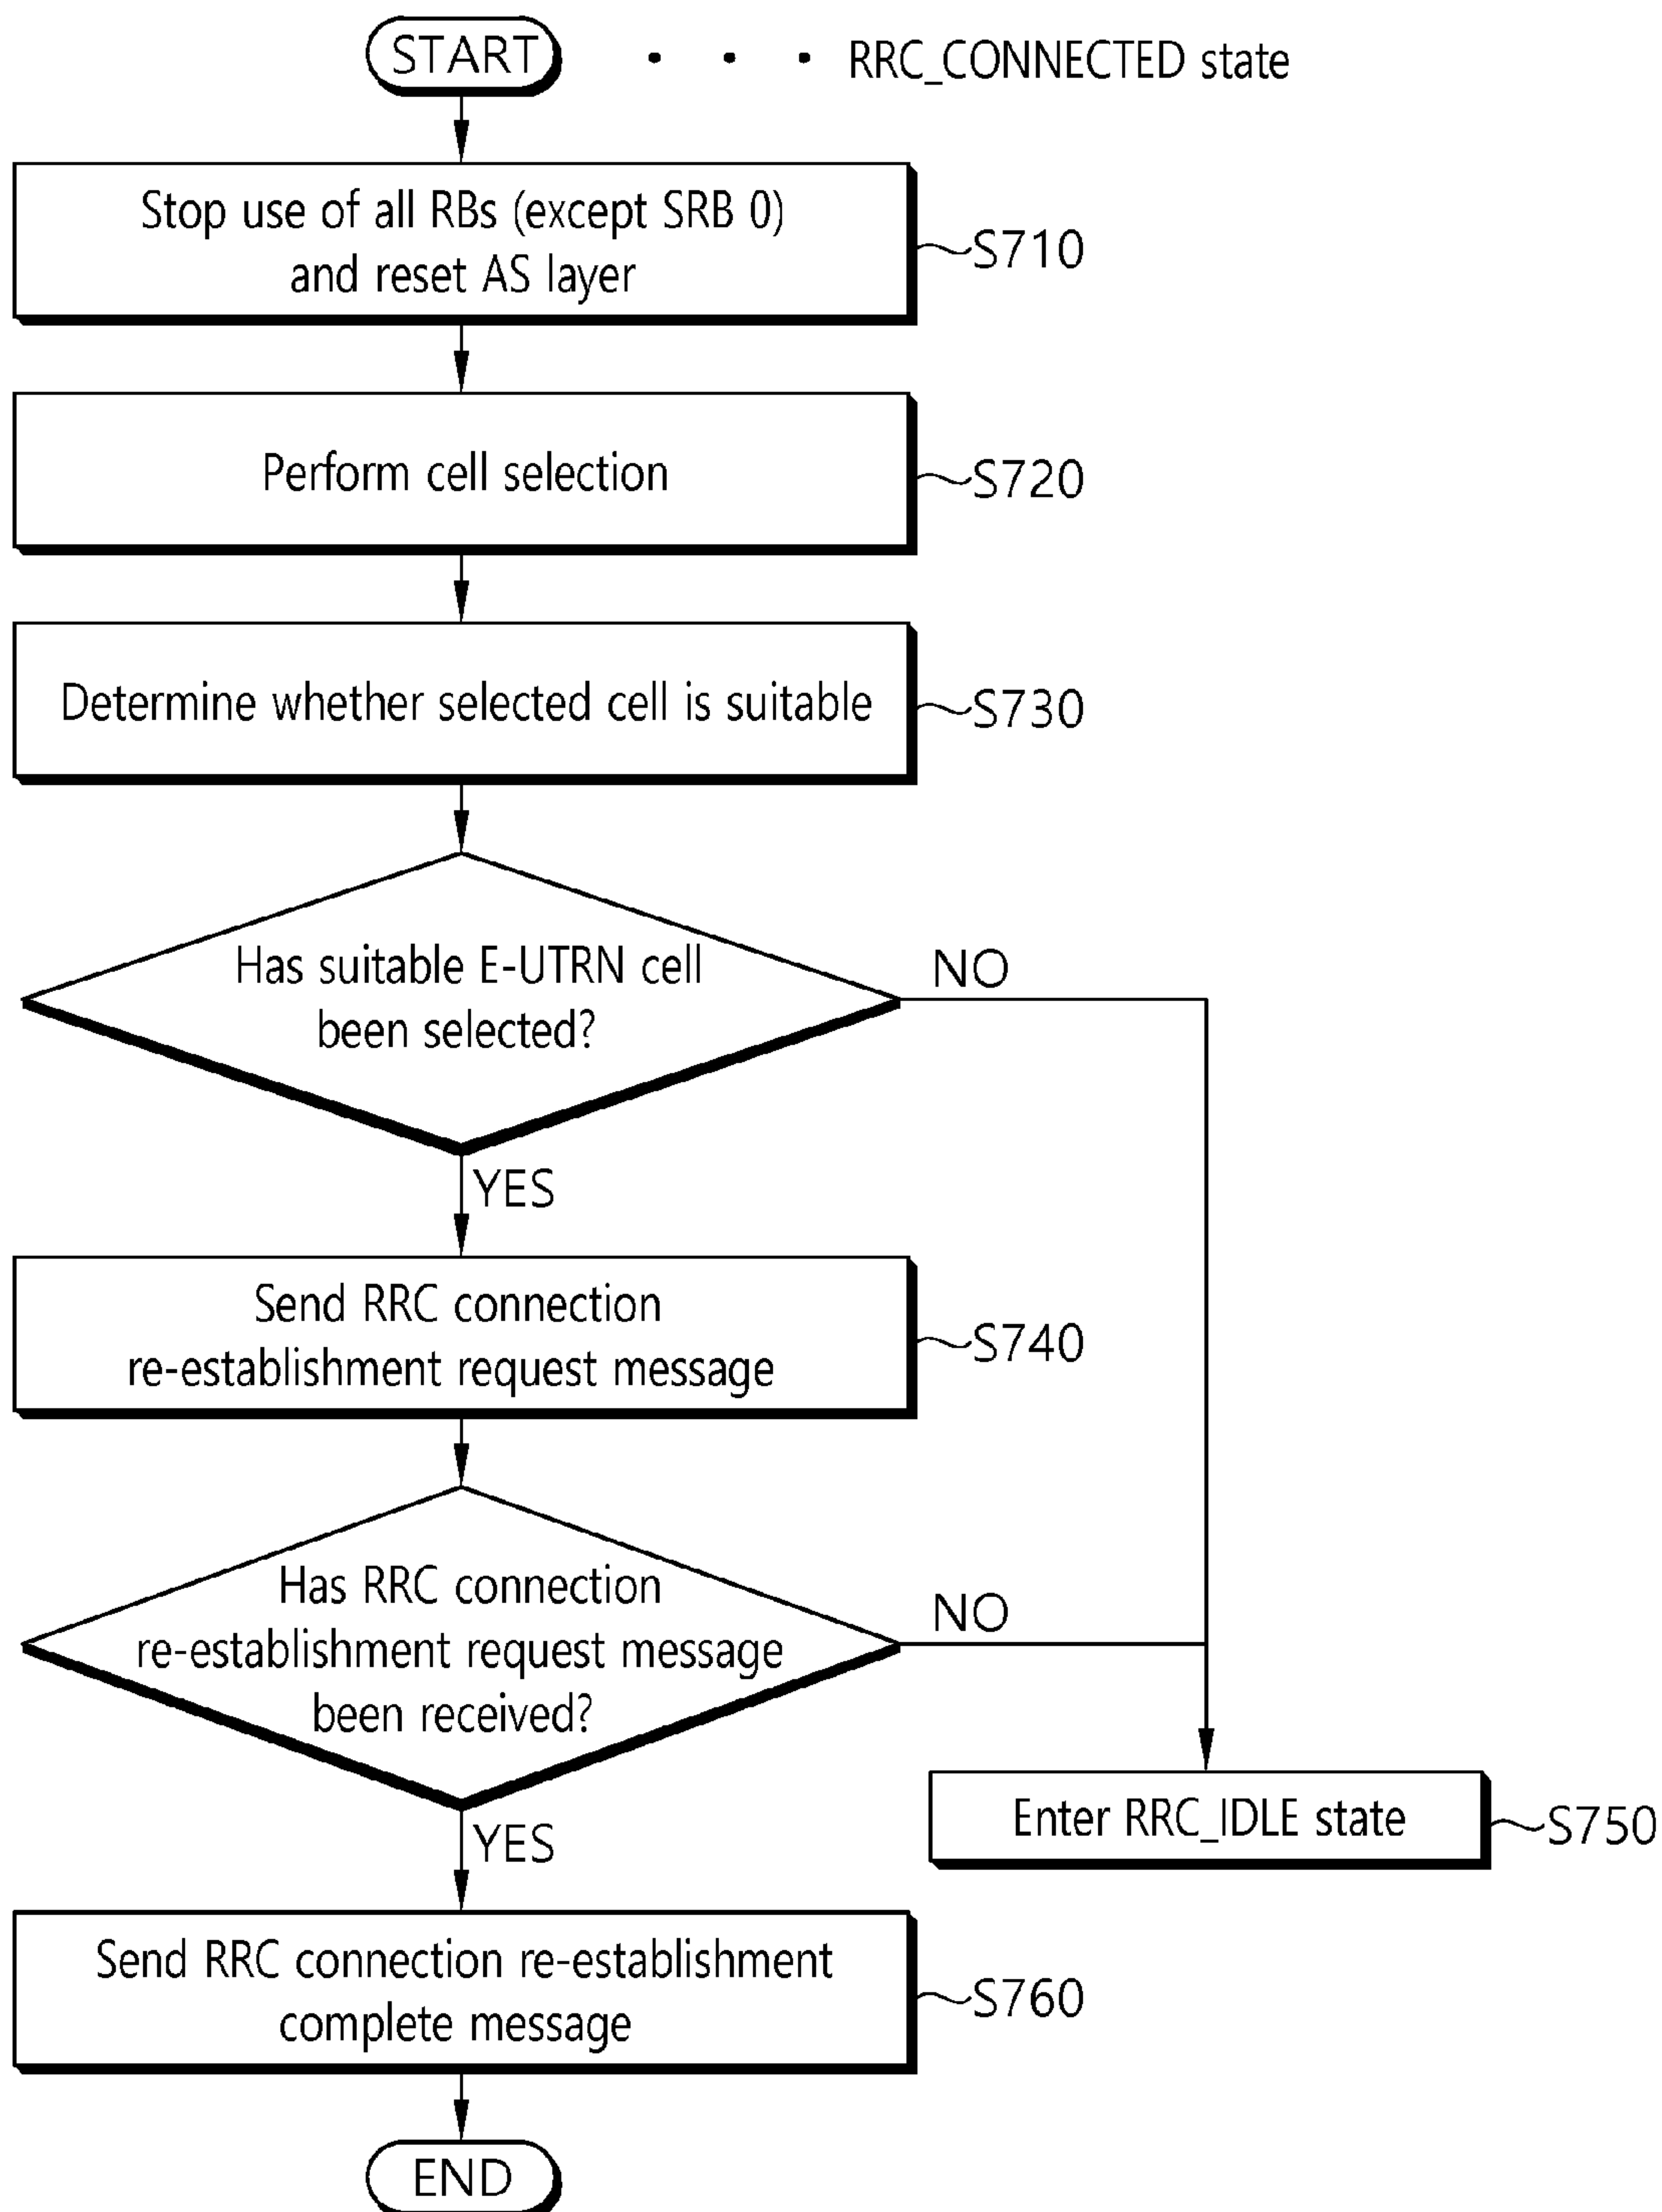 START
• • • RRC_CONNECTED state
Stop use of all RBs (except SRB 0)
and reset AS layer
S710
Perform cell selection
S720
Determine whether selected cell is suitable
S730
Has suitable E-UTRN cell
been selected?
NO
YES
Send RRC connection
re-establishment request message
S740
Has RRC connection
re-establishment request message
been received?
NO
YES
Enter RRC_IDLE state
S750
Send RRC connection re-establishment
complete message
S760
END